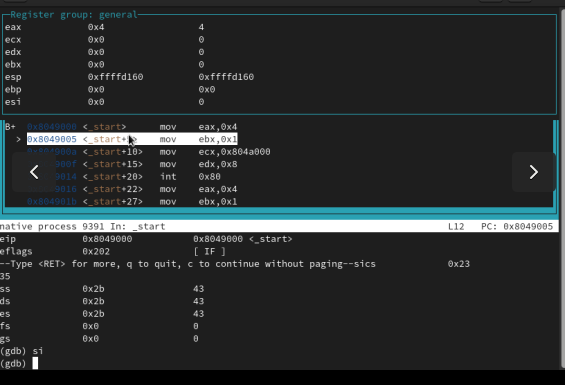 Register group: general
eax 0x4 4
ecx 0x0 0
edx 0x0 0
ebx 0x0 0
esp 0xffffd160 0xffffd160
ebp 0x0 0x0
esi 0x0 0
B+ 0x8049000 <_start> mov eax,0x4
> 0x8049005 <_start+5> mov ebx,0x1
<_start+10> mov ecx,0x804a000
<_start+15> mov edx,0x8
<_start+20> int 0x80
<_start+22> mov eax,0x4
0x804901b <_start+27> mov ebx,0x1
native process 9391 In: _start L12 PC: 0x8049005
eip 0x8049000 0x8049000 <_start>
eflags 0x202 [ IF ]
--Type <RET> for more, q to quit, c to continue without paging--sics 0x23
35
ss 0x2b 43
ds 0x2b 43
es 0x2b 43
fs 0x0 0
gs 0x0 0
(gdb) si
(gdb)